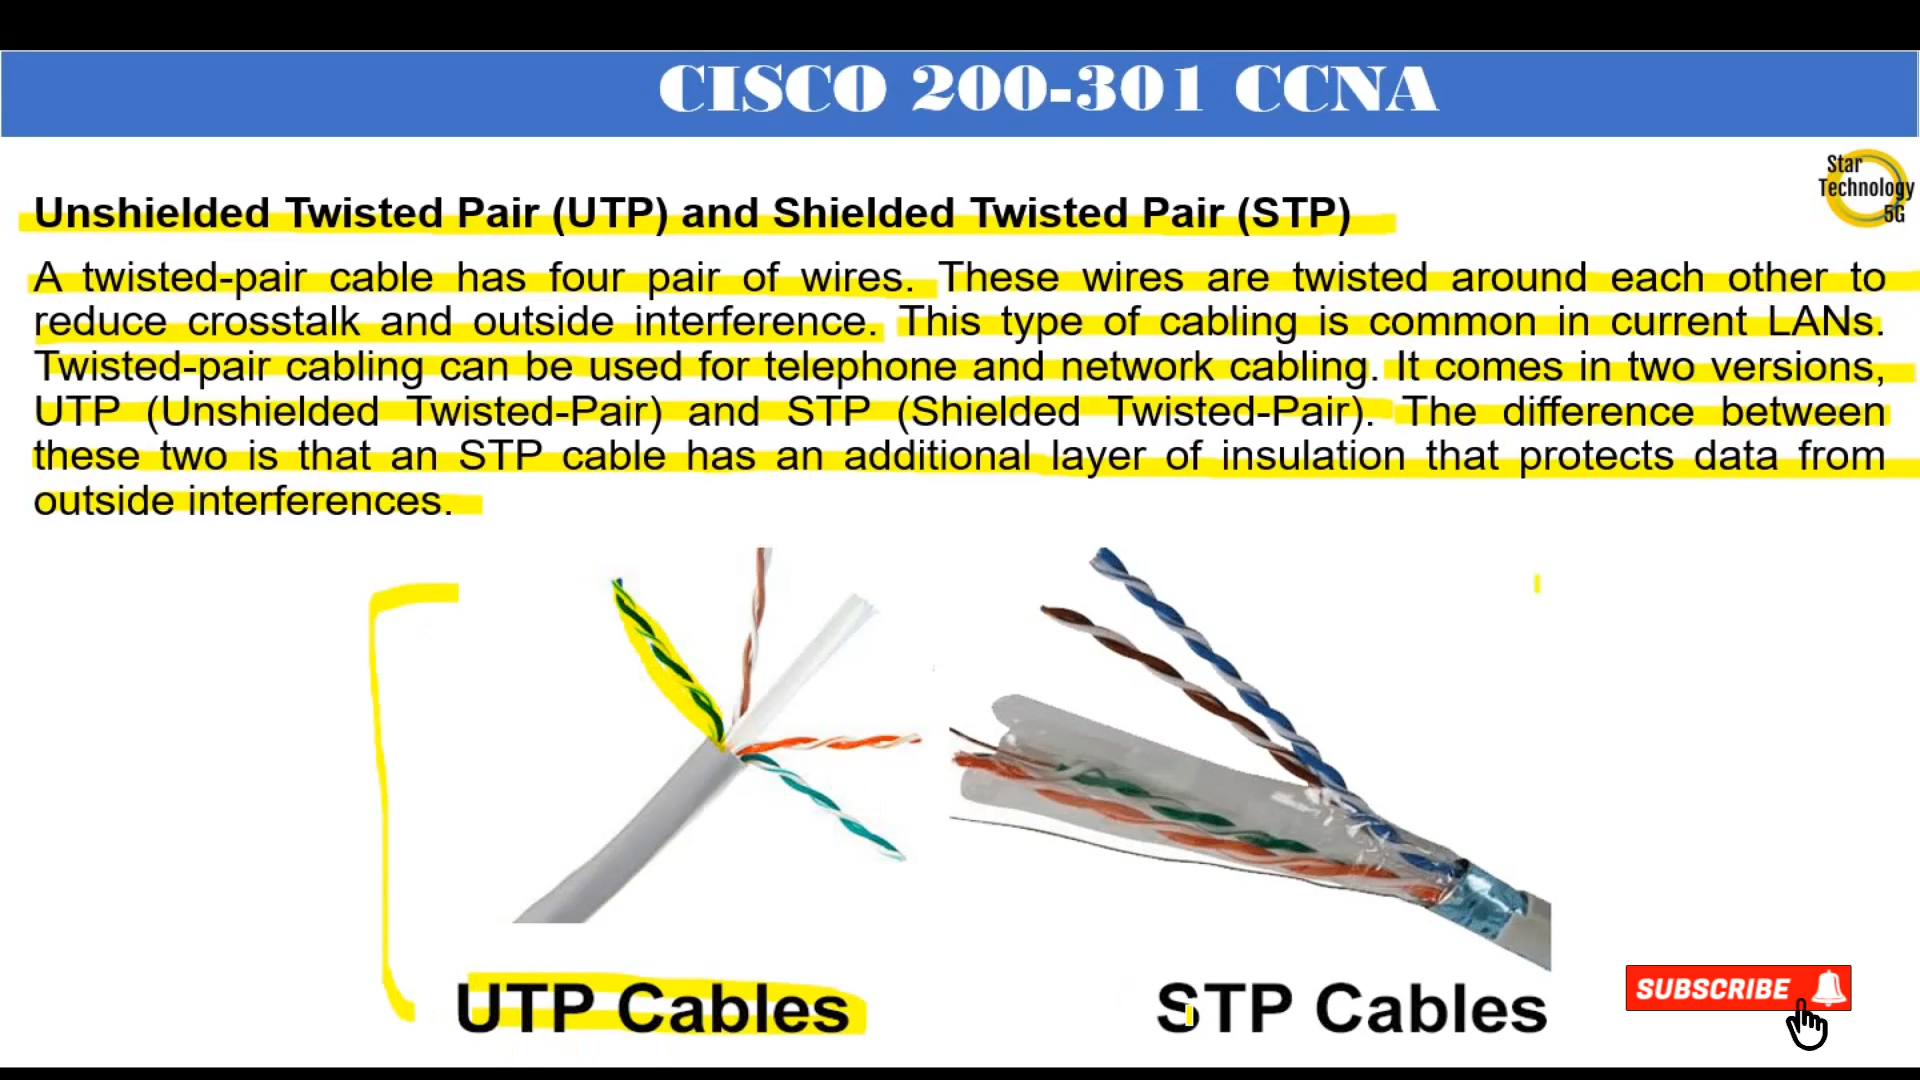 CISCO 200-301 CCNA
Star
Technology
5G
Unshielded Twisted Pair (UTP) and Shielded Twisted Pair (STP)
A twisted-pair cable has four pair of wires. These wires are twisted around each other to
reduce crosstalk and outside interference. This type of cabling is common in current LANs.
Twisted-pair cabling can be used for telephone and network cabling. It comes in two versions,
UTP (Unshielded Twisted-Pair) and STP (Shielded Twisted-Pair). The difference between
these two is that an STP cable has an additional layer of insulation that protects data from
outside interferences.
UTP Cables
STP Cables
SUBSCRIBE